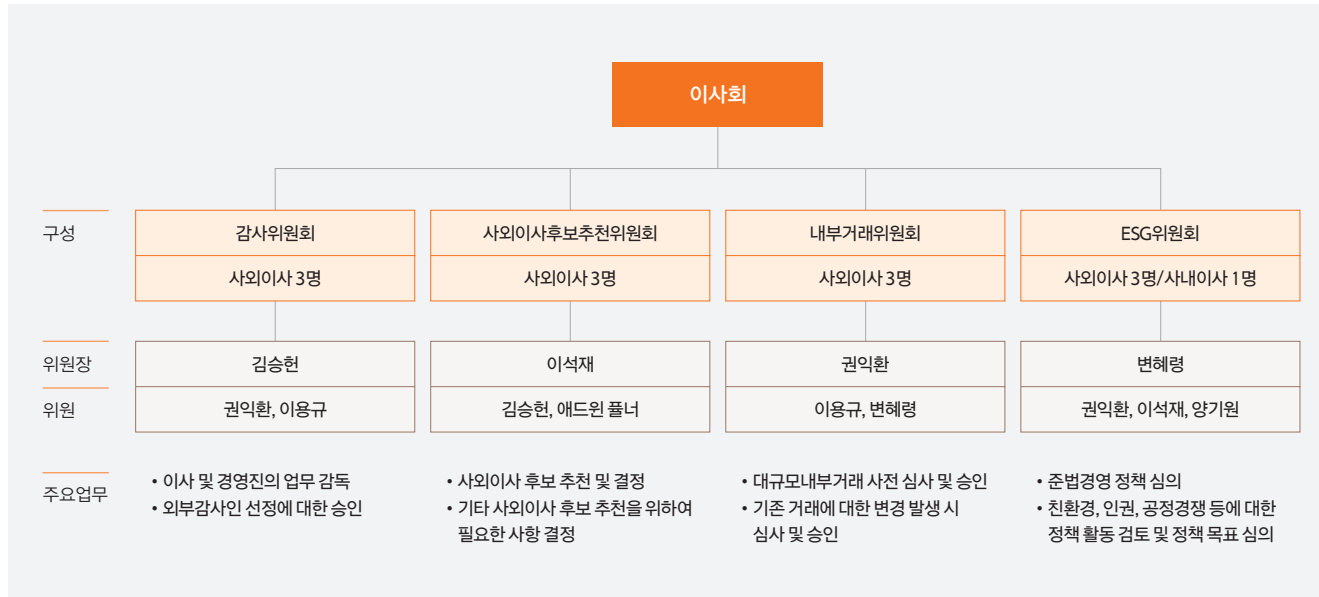 이사회
구성
감사위원회
사외이사후보추천위원회
내부거래위원회
ESG위원회
사외이사 3명
사외이사 3명
사외이사 3명
사외이사 3명/사내이사 1명
위원장
김승헌
이석재
권익환
변혜령
위원
권익환, 이용규
김승헌, 애드윈 퓰너
이용규, 변혜령
권익환, 이석재, 양기원
주요업무
• 이사 및 경영진의 업무 감독
• 외부감사인 선정에 대한 승인
• 사외이사 후보 추천 및 결정
• 기타 사외이사 후보 추천을 위하여
필요한 사항 결정
• 대규모내부거래 사전 심사 및 승인
• 기존 거래에 대한 변경 발생 시
심사 및 승인
• 준법경영 정책 심의
• 친환경, 인권, 공정경쟁 등에 대한
정책 활동 검토 및 정책 목표 심의